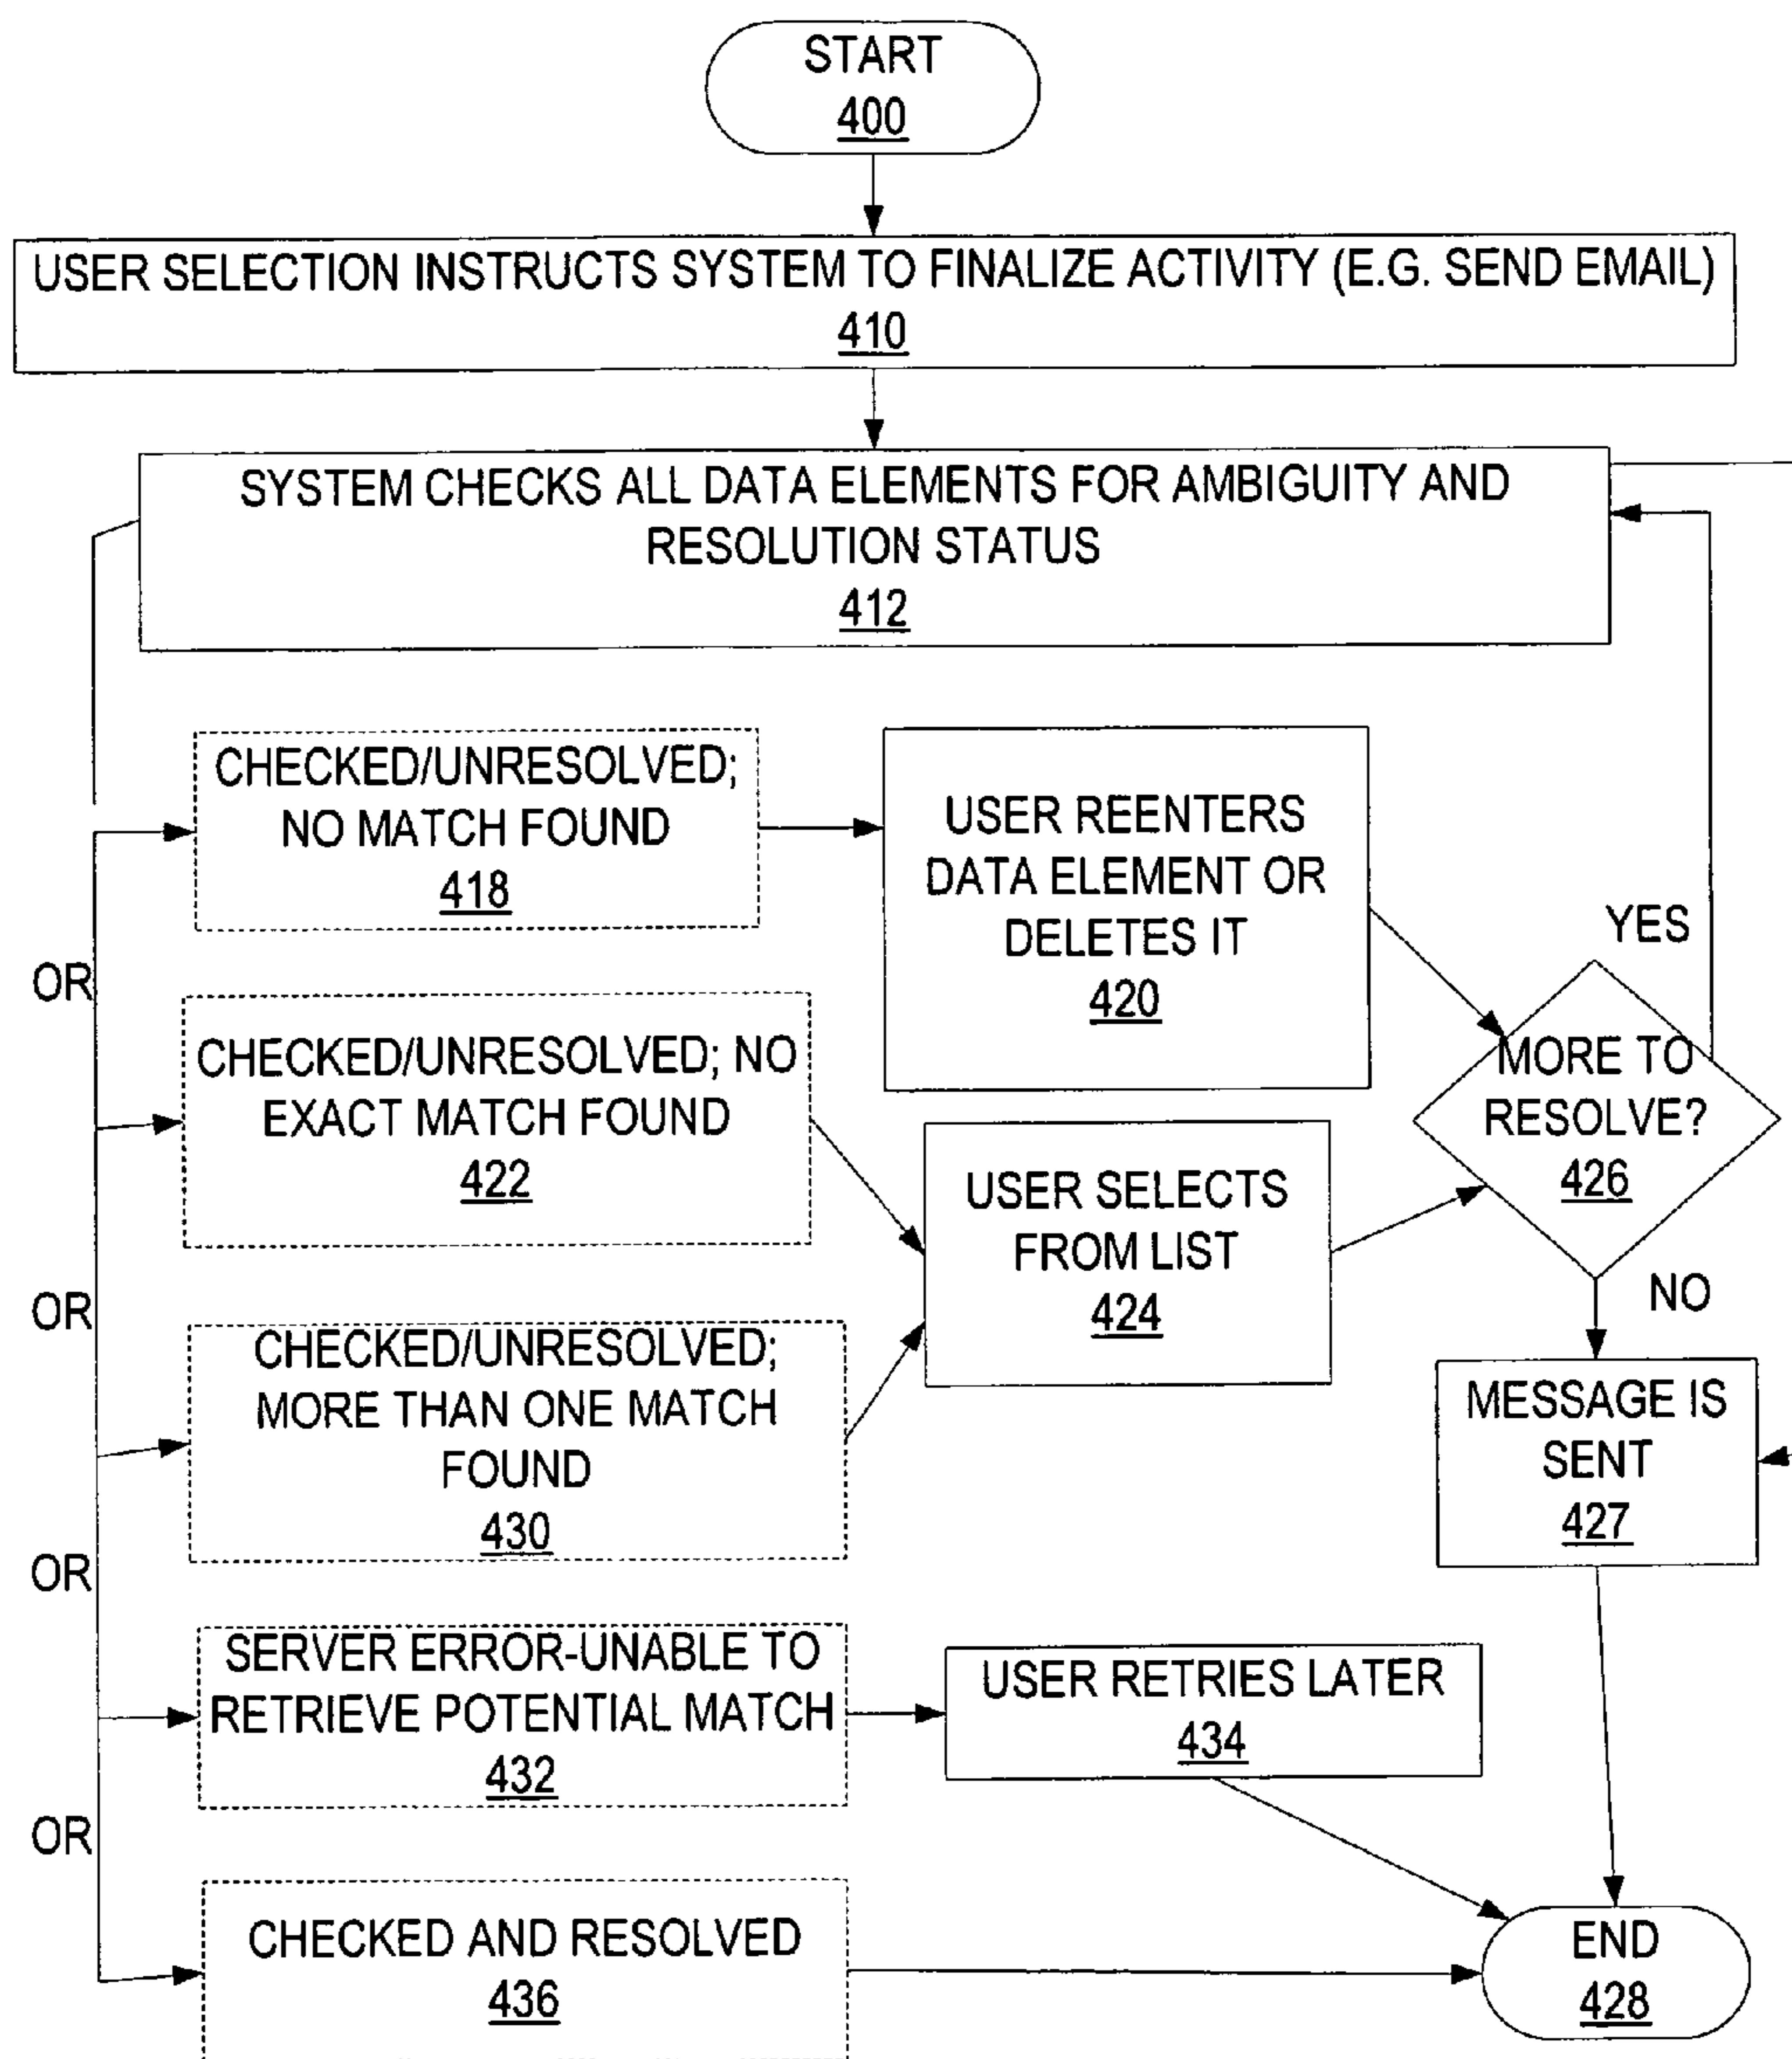 START
400
USER SELECTION INSTRUCTS SYSTEM TO FINALIZE ACTIVITY (E.G. SEND EMAIL)
410
SYSTEM CHECKS ALL DATA ELEMENTS FOR AMBIGUITY AND
RESOLUTION STATUS
412
CHECKED/UNRESOLVED;
NO MATCH FOUND
418
USER REENTERS
DATA ELEMENT OR
DELETES IT
420
YES
OR
CHECKED/UNRESOLVED; NO
EXACT MATCH FOUND
422
MORE TO
RESOLVE?
426
USER SELECTS
FROM LIST
424
NO
OR
CHECKED/UNRESOLVED;
MORE THAN ONE MATCH
FOUND
430
MESSAGE IS
SENT
427
OR
SERVER ERROR-UNABLE TO
RETRIEVE POTENTIAL MATCH
432
USER RETRIES LATER
434
OR
CHECKED AND RESOLVED
436
END
428